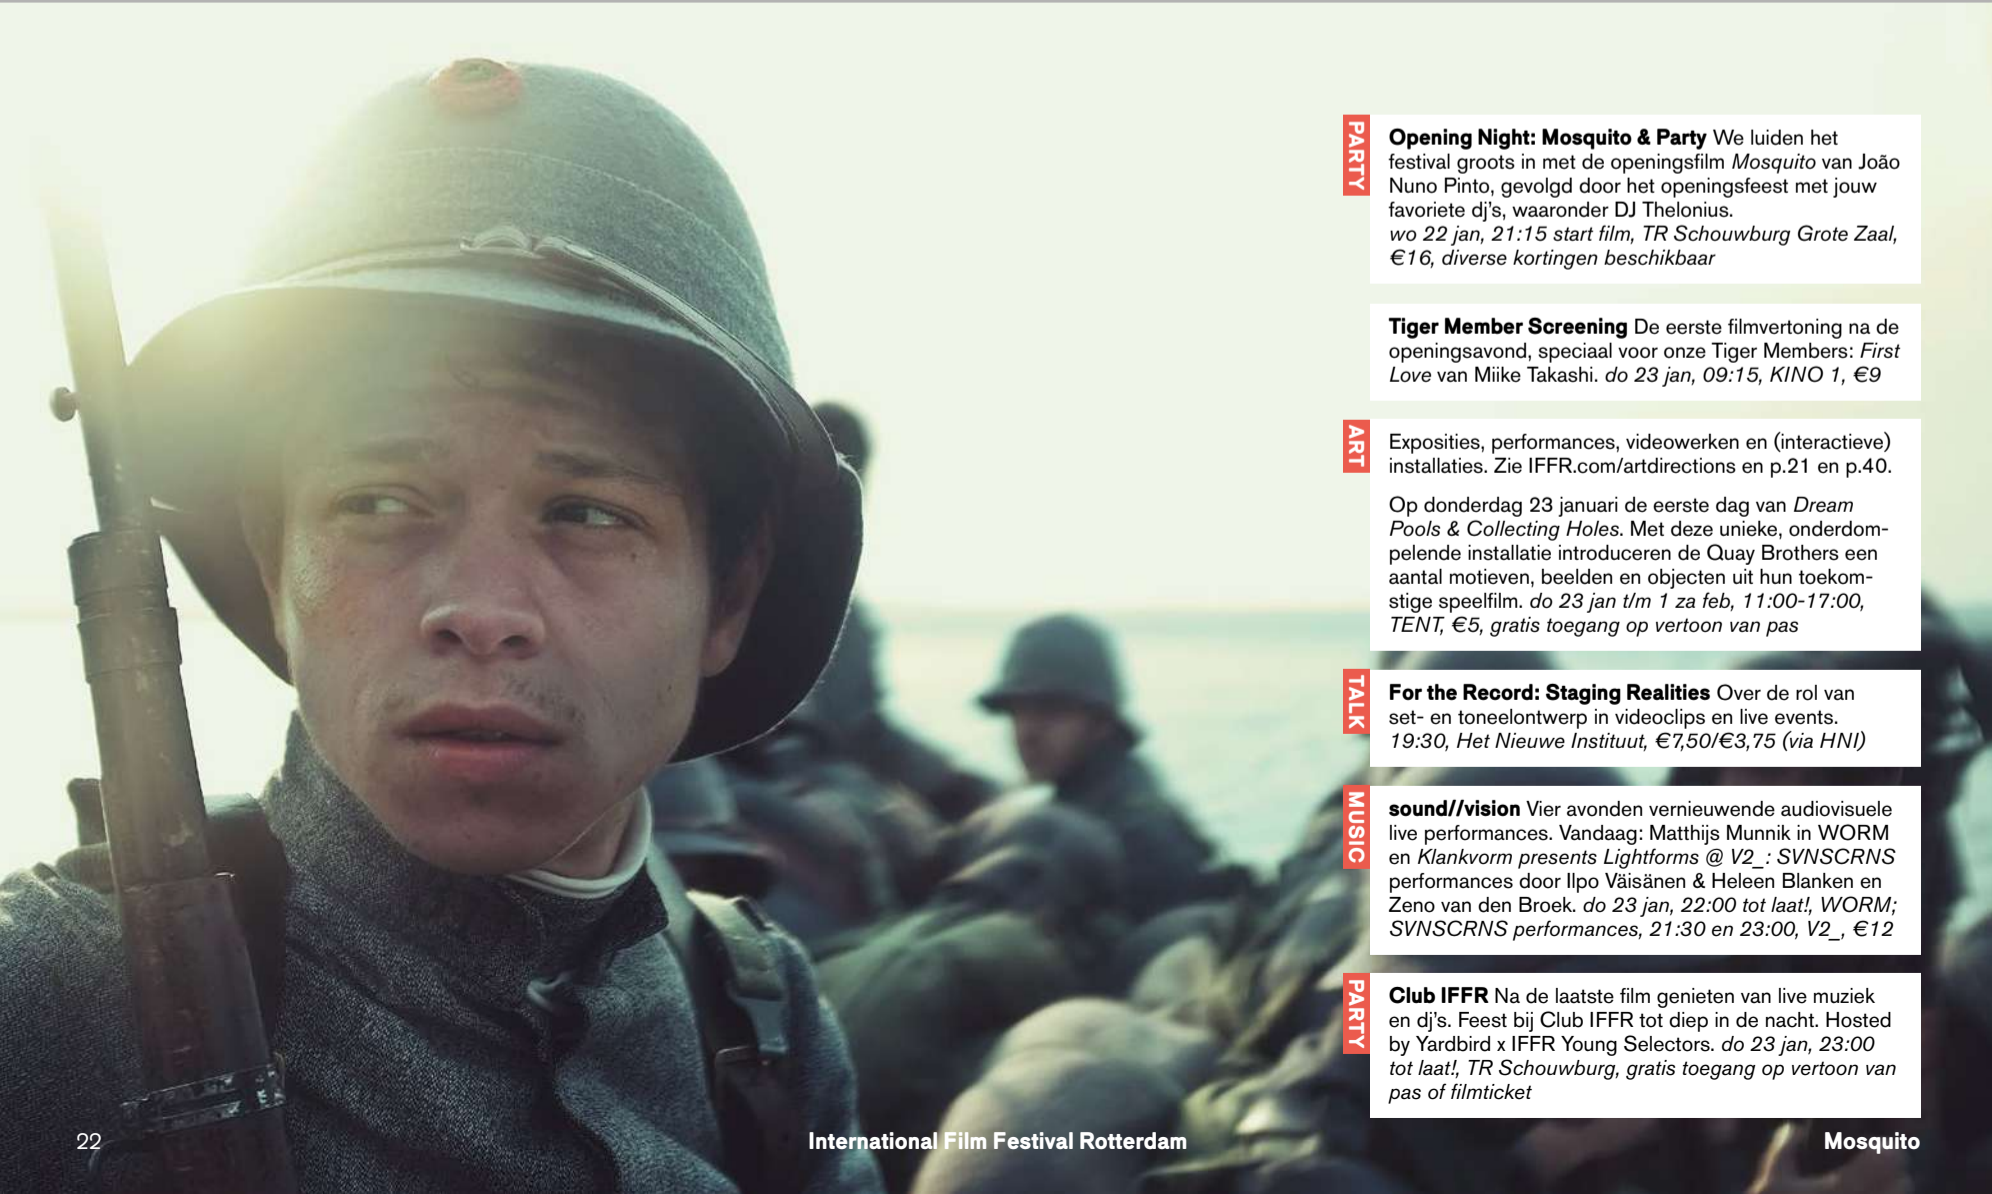 PARTY
Opening Night: Mosquito & Party We luiden het
festival groots in met de openingsfilm Mosquito van João
Nuno Pinto, gevolgd door het openingsfeest met jouw
favoriete dj's, waaronder DJ Thelonius.
wo 22 jan, 21:15 start film, TR Schouwburg Grote Zaal,
€16, diverse kortingen beschikbaar
Tiger Member Screening De eerste filmvertoning na de
openingsavond, speciaal voor onze Tiger Members: First
Love van Miike Takashi. do 23 jan, 09:15, KINO 1, €9
ART
Exposities, performances, videowerken en (interactieve)
installaties. Zie IFFR.com/artdirections en p.21 en p.40.
Op donderdag 23 januari de eerste dag van Dream
Pools & Collecting Holes. Met deze unieke, onderdom-
pelende installatie introduceren de Quay Brothers een
aantal motieven, beelden en objecten uit hun toekom-
stige speelfilm. do 23 jan t/m 1 za feb, 11:00-17:00,
TENT, €5, gratis toegang op vertoon van pas
TALK
For the Record: Staging Realities Over de rol van
set- en toneelontwerp in videoclips en live events.
19:30, Het Nieuwe Instituut, €7,50/€3,75 (via HNI)
MUSIC
sound//vision Vier avonden vernieuwende audiovisuele
live performances. Vandaag: Matthijs Munnik in WORM
en Klankvorm presents Lightforms @ V2_: SVNSCRNS
performances door Ilpo Väisänen & Heleen Blanken en
Zeno van den Broek. do 23 jan, 22:00 tot laat!, WORM;
SVNSCRNS performances, 21:30 en 23:00, V2_, €12
PARTY
Club IFFR Na de laatste film genieten van live muziek
en dj's. Feest bij Club IFFR tot diep in de nacht. Hosted
by Yardbird x IFFR Young Selectors. do 23 jan, 23:00
tot laat!, TR Schouwburg, gratis toegang op vertoon van
pas of filmticket
22
International Film Festival Rotterdam
Mosquito